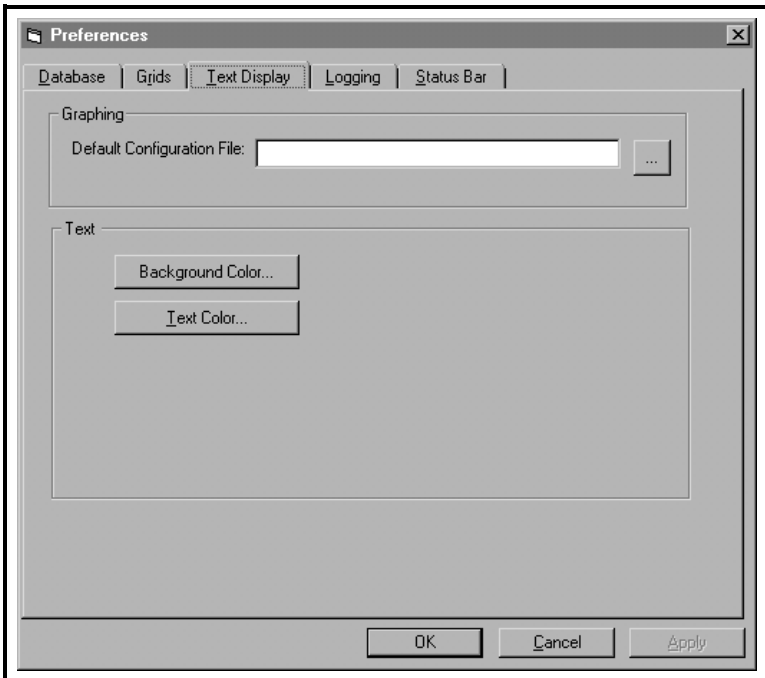 Preferences
Database Grids Text Display Logging Status Bar
Graphing
Default Configuration File: ...
Text
Background Color...
Text Color...
OK Cancel Apply